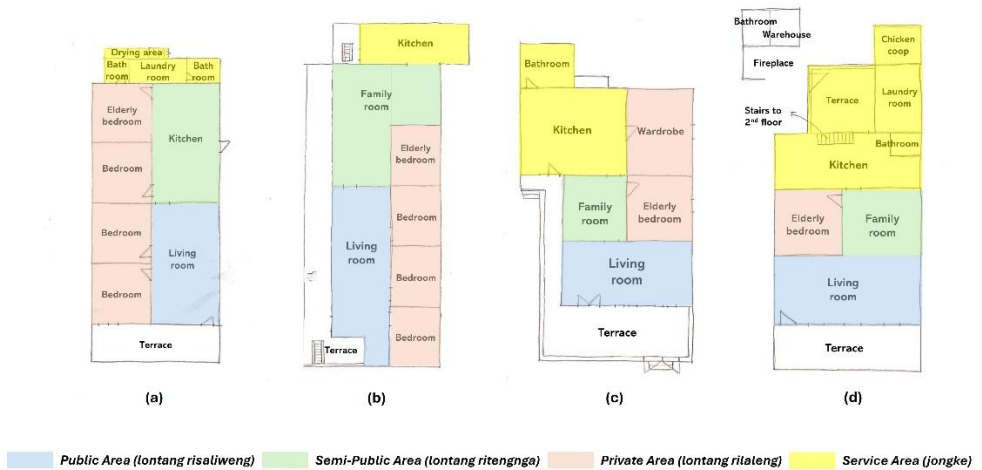 Drying area
Bath
room
Laundry
room
Bath
room
Elderly
bedroom
Kitchen
Bedroom
Bedroom
Living
room
Bedroom
Terrace
(a)
Kitchen
Family
room
Elderly
bedroom
Bedroom
Living
room
Bedroom
Bedroom
Terrace
(b)
Bathroom
Kitchen
Wardrobe
Family
room
Elderly
bedroom
Living
room
Terrace
(c)
Bathroom
Warehouse
Fireplace
Chicken
coop
Terrace
Laundry
room
Stairs to
2nd floor
Bathroom
Kitchen
Elderly
bedroom
Family
room
Living
room
Terrace
(d)
Public Area (lontang risaliweng)
Semi-Public Area (lontang ritengnga)
Private Area (lontang rilaleng)
Service Area (jongke)